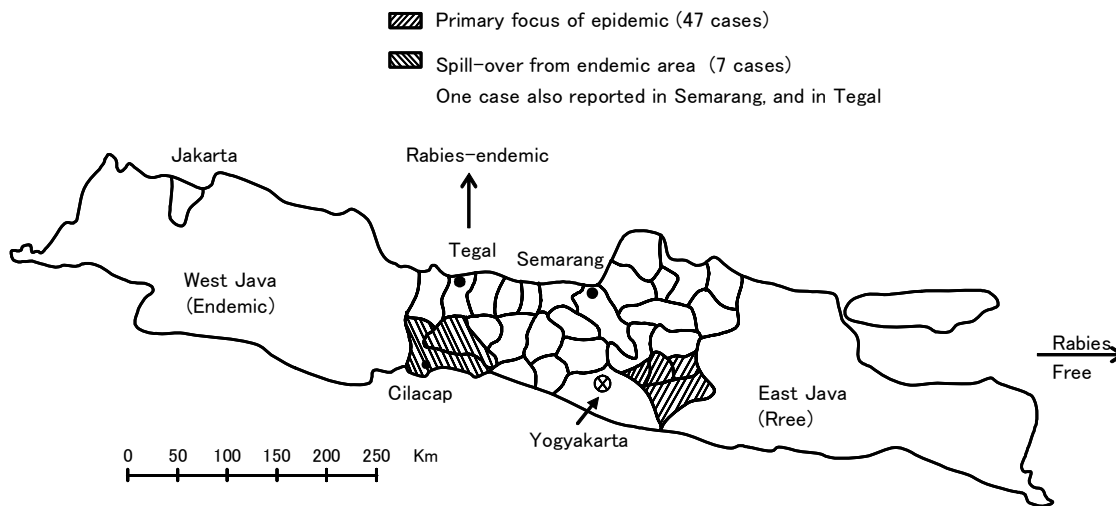 Primary focus of epidemic (47 cases)
Spill-over from endemic area (7 cases)
One case also reported in Semarang, and in Tegal
Jakarta
Rabies-endemic
Tegal
Semarang
West Java
(Endemic)
Rabies
Free
Cilacap
East Java
(Rree)
Yogyakarta
0 50 100 150 200 250 Km